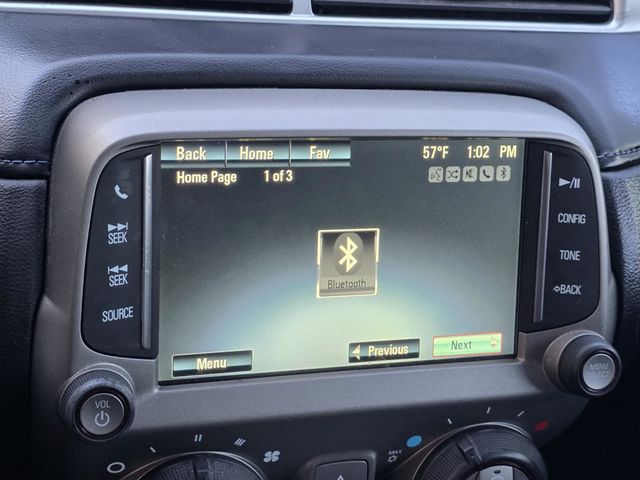 Back Home Fav 57°F 1:02 PM
Home Page 1 of 3
Bluetooth
Menu Previous Next
SEEK
SEEK
SOURCE
VOL
CONFIG
TONE
BACK
MENU
SELECT
MAX